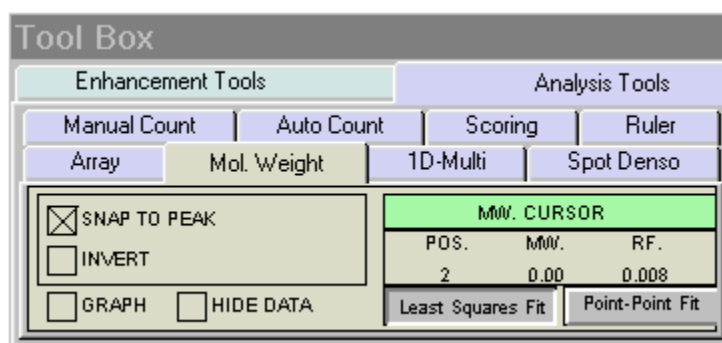 Tool Box
Enhancement Tools Analysis Tools
Manual Count Auto Count Scoring Ruler
Array Mol. Weight 1D-Multi Spot Denso
SNAP TO PEAK
INVERT
GRAPH HIDE DATA
MW. CURSOR
POS. MW. RF.
2 0.00 0.008
Least Squares Fit Point-Point Fit